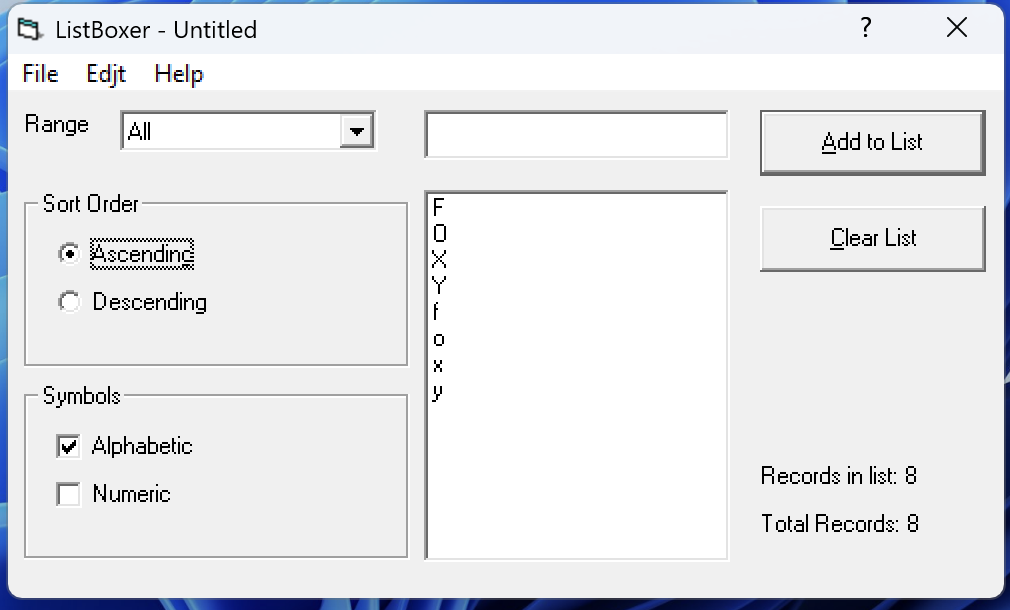 ListBoxer - Untitled
?
File Edjt Help
Range
All
Add to List
Sort Order
Ascending
Descending
F
O
X
Y
f
o
x
y
Clear List
Symbols
Alphabetic
Numeric
Records in list: 8
Total Records: 8